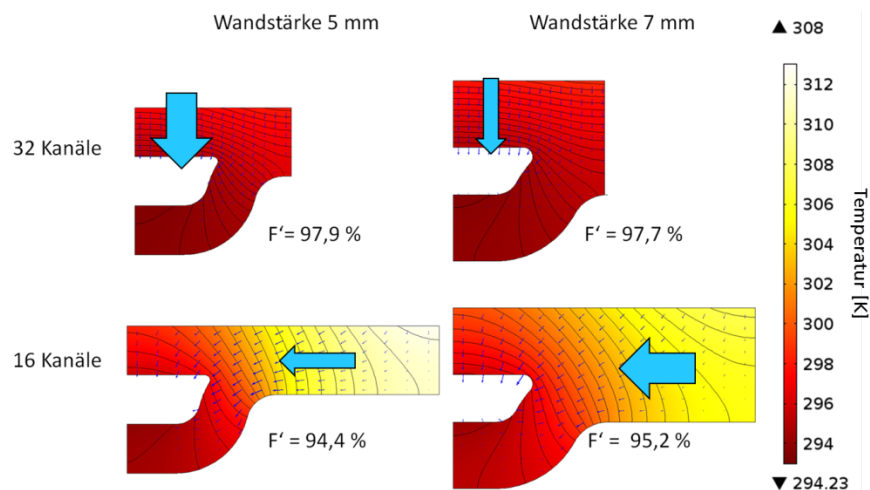 Wandstärke 5 mm
Wandstärke 7 mm
▲ 308
32 Kanäle
F‘= 97,9 %
F‘ = 97,7 %
16 Kanäle
F‘ = 94,4 %
F‘ = 95,2 %
312
310
308
306
304
302
300
298
296
294
▼ 294.23
Temperatur [K]